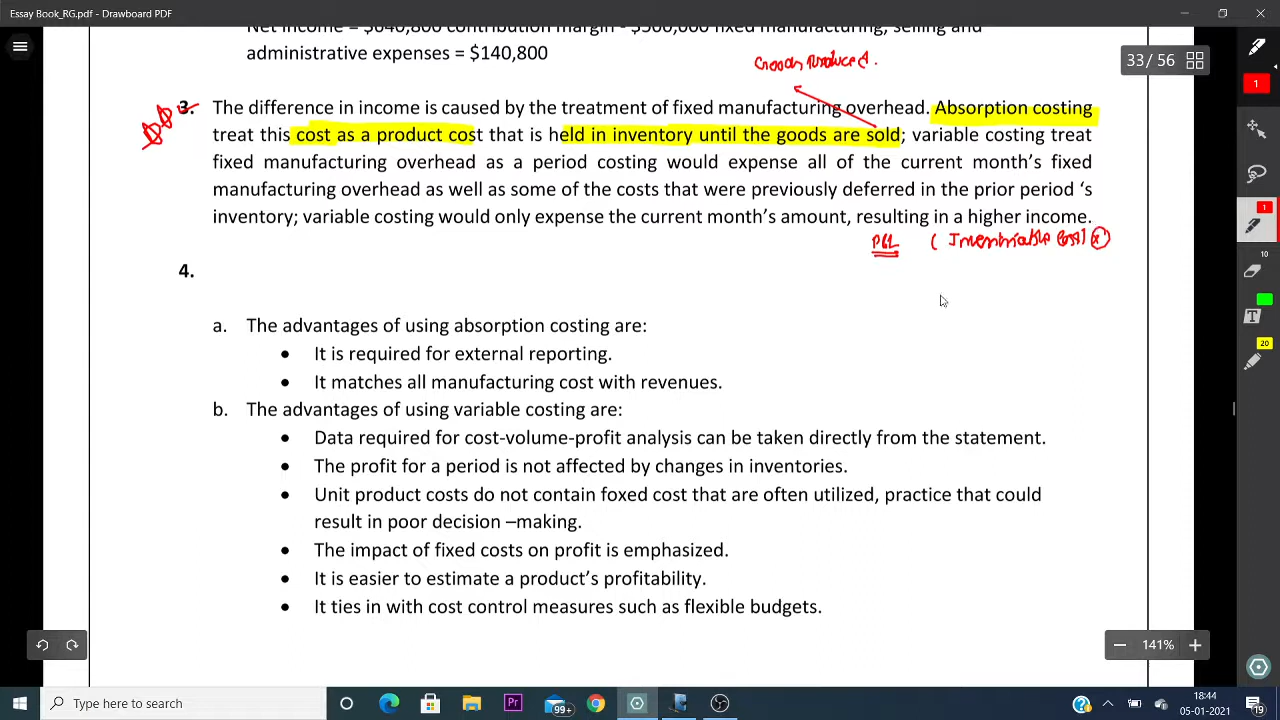 Essay Book_RG.pdf - Drawboard PDF
Net income = $640,800 contribution margin - $500,000 fixed manufacturing, selling and
administrative expenses = $140,800
Goods Produced.
33 / 56
3. The difference in income is caused by the treatment of fixed manufacturing overhead. Absorption costing
treat this cost as a product cost that is held in inventory until the goods are sold; variable costing treat
fixed manufacturing overhead as a period costing would expense all of the current month's fixed
manufacturing overhead as well as some of the costs that were previously deferred in the prior period 's
inventory; variable costing would only expense the current month's amount, resulting in a higher income.
P&L ( Inventoriable Cost
4.
a. The advantages of using absorption costing are:
• It is required for external reporting.
• It matches all manufacturing cost with revenues.
b. The advantages of using variable costing are:
• Data required for cost-volume-profit analysis can be taken directly from the statement.
• The profit for a period is not affected by changes in inventories.
• Unit product costs do not contain foxed cost that are often utilized, practice that could
result in poor decision –making.
• The impact of fixed costs on profit is emphasized.
• It is easier to estimate a product's profitability.
• It ties in with cost control measures such as flexible budgets.
1
1
10
T
20
141%
Type here to search
Pr
99+
18:44
05-01-2021
19